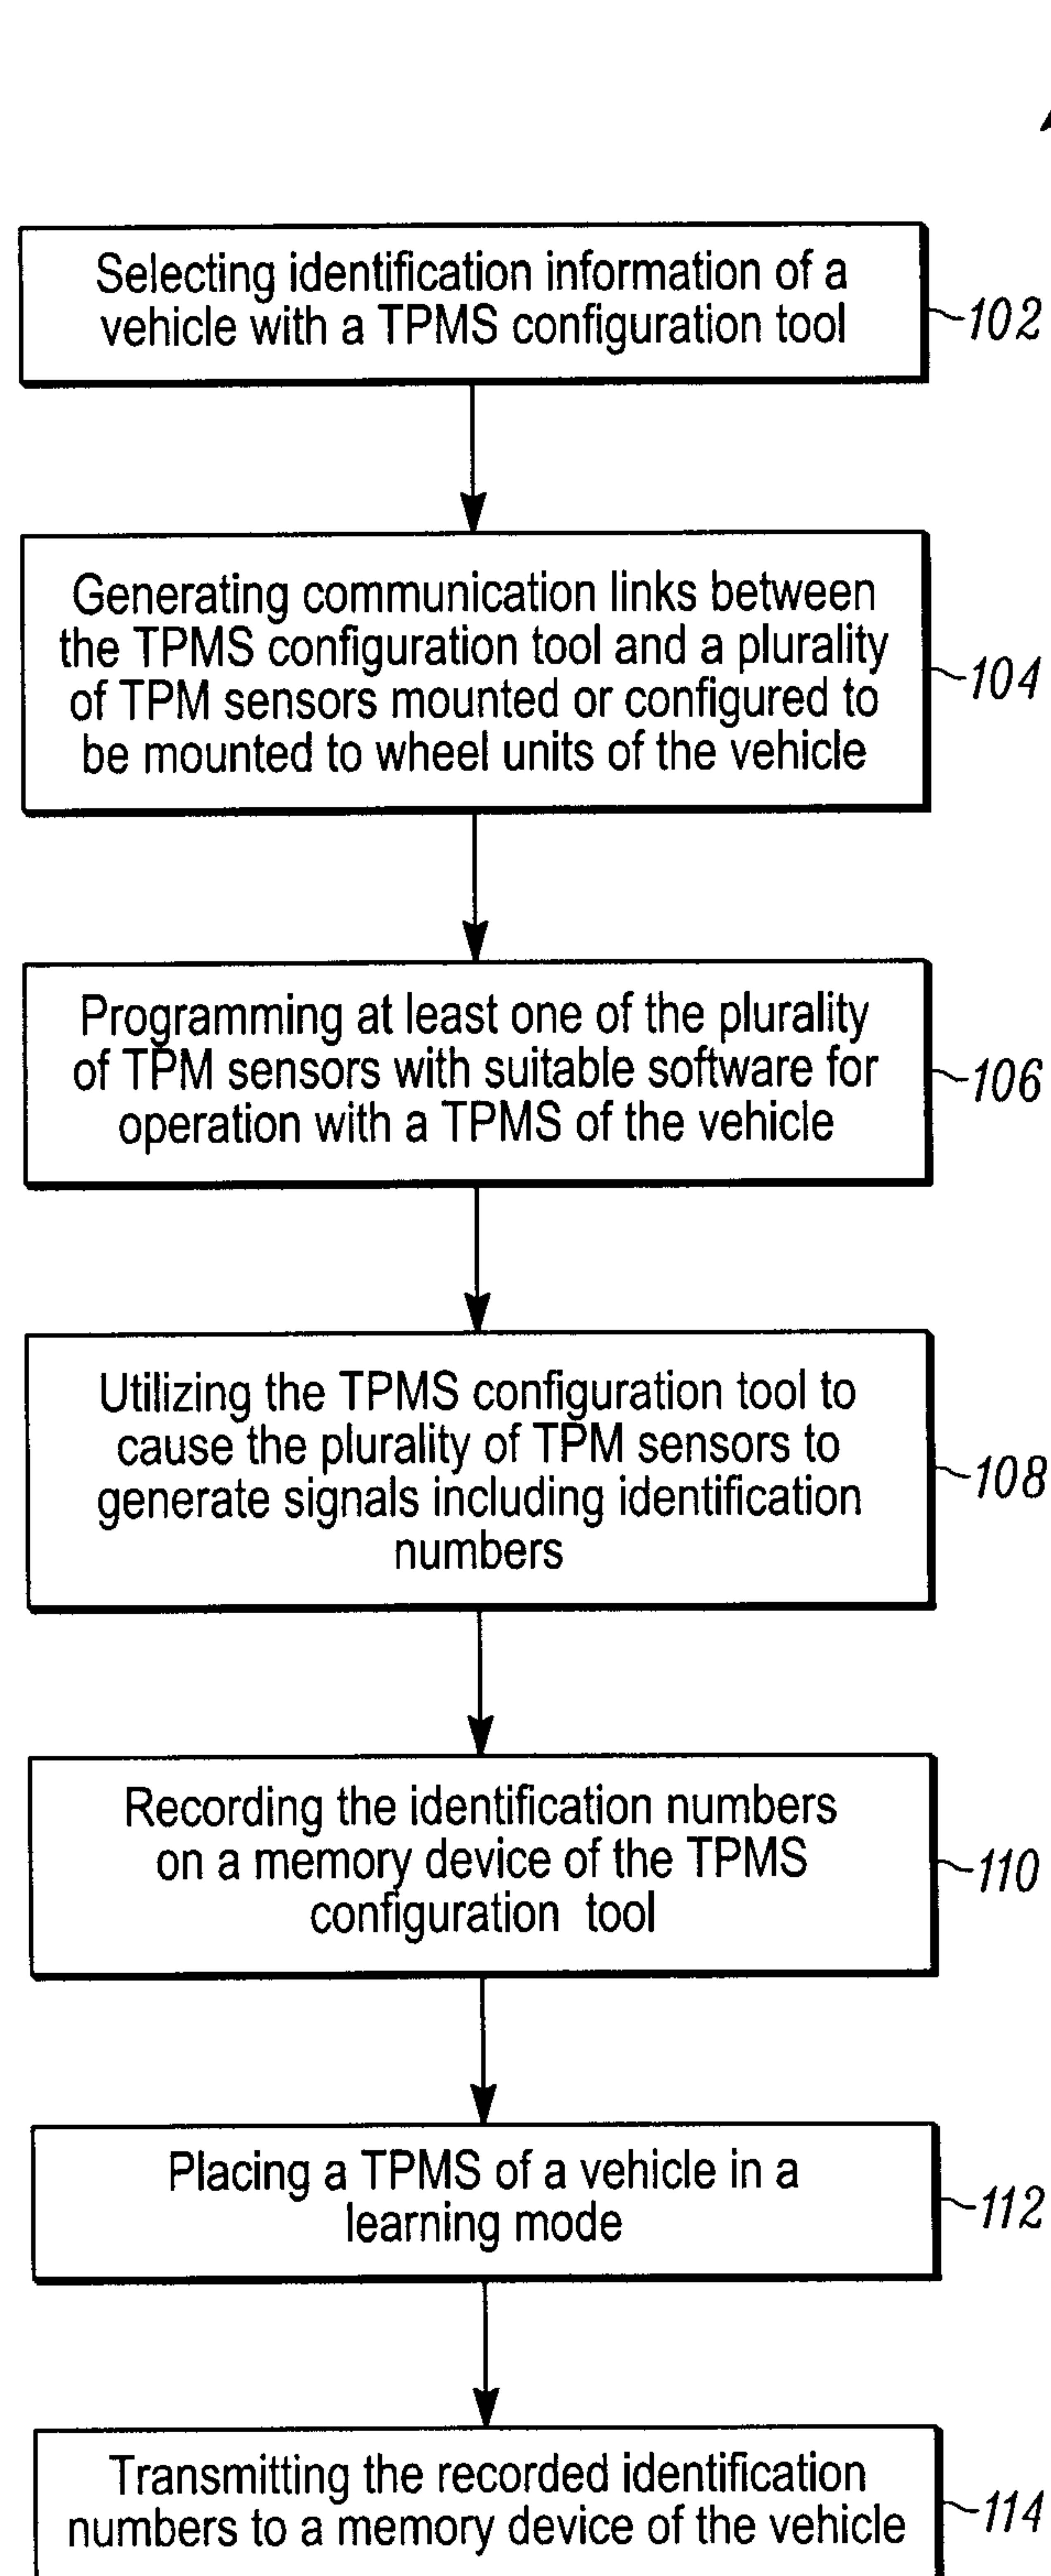 Selecting identification information of a
vehicle with a TPMS configuration tool
102
Generating communication links between
the TPMS configuration tool and a plurality
of TPM sensors mounted or configured to
be mounted to wheel units of the vehicle
104
Programming at least one of the plurality
of TPM sensors with suitable software for
operation with a TPMS of the vehicle
106
Utilizing the TPMS configuration tool to
cause the plurality of TPM sensors to
generate signals including identification
numbers
108
Recording the identification numbers
on a memory device of the TPMS
configuration tool
110
Placing a TPMS of a vehicle in a
learning mode
112
Transmitting the recorded identification
numbers to a memory device of the vehicle
114